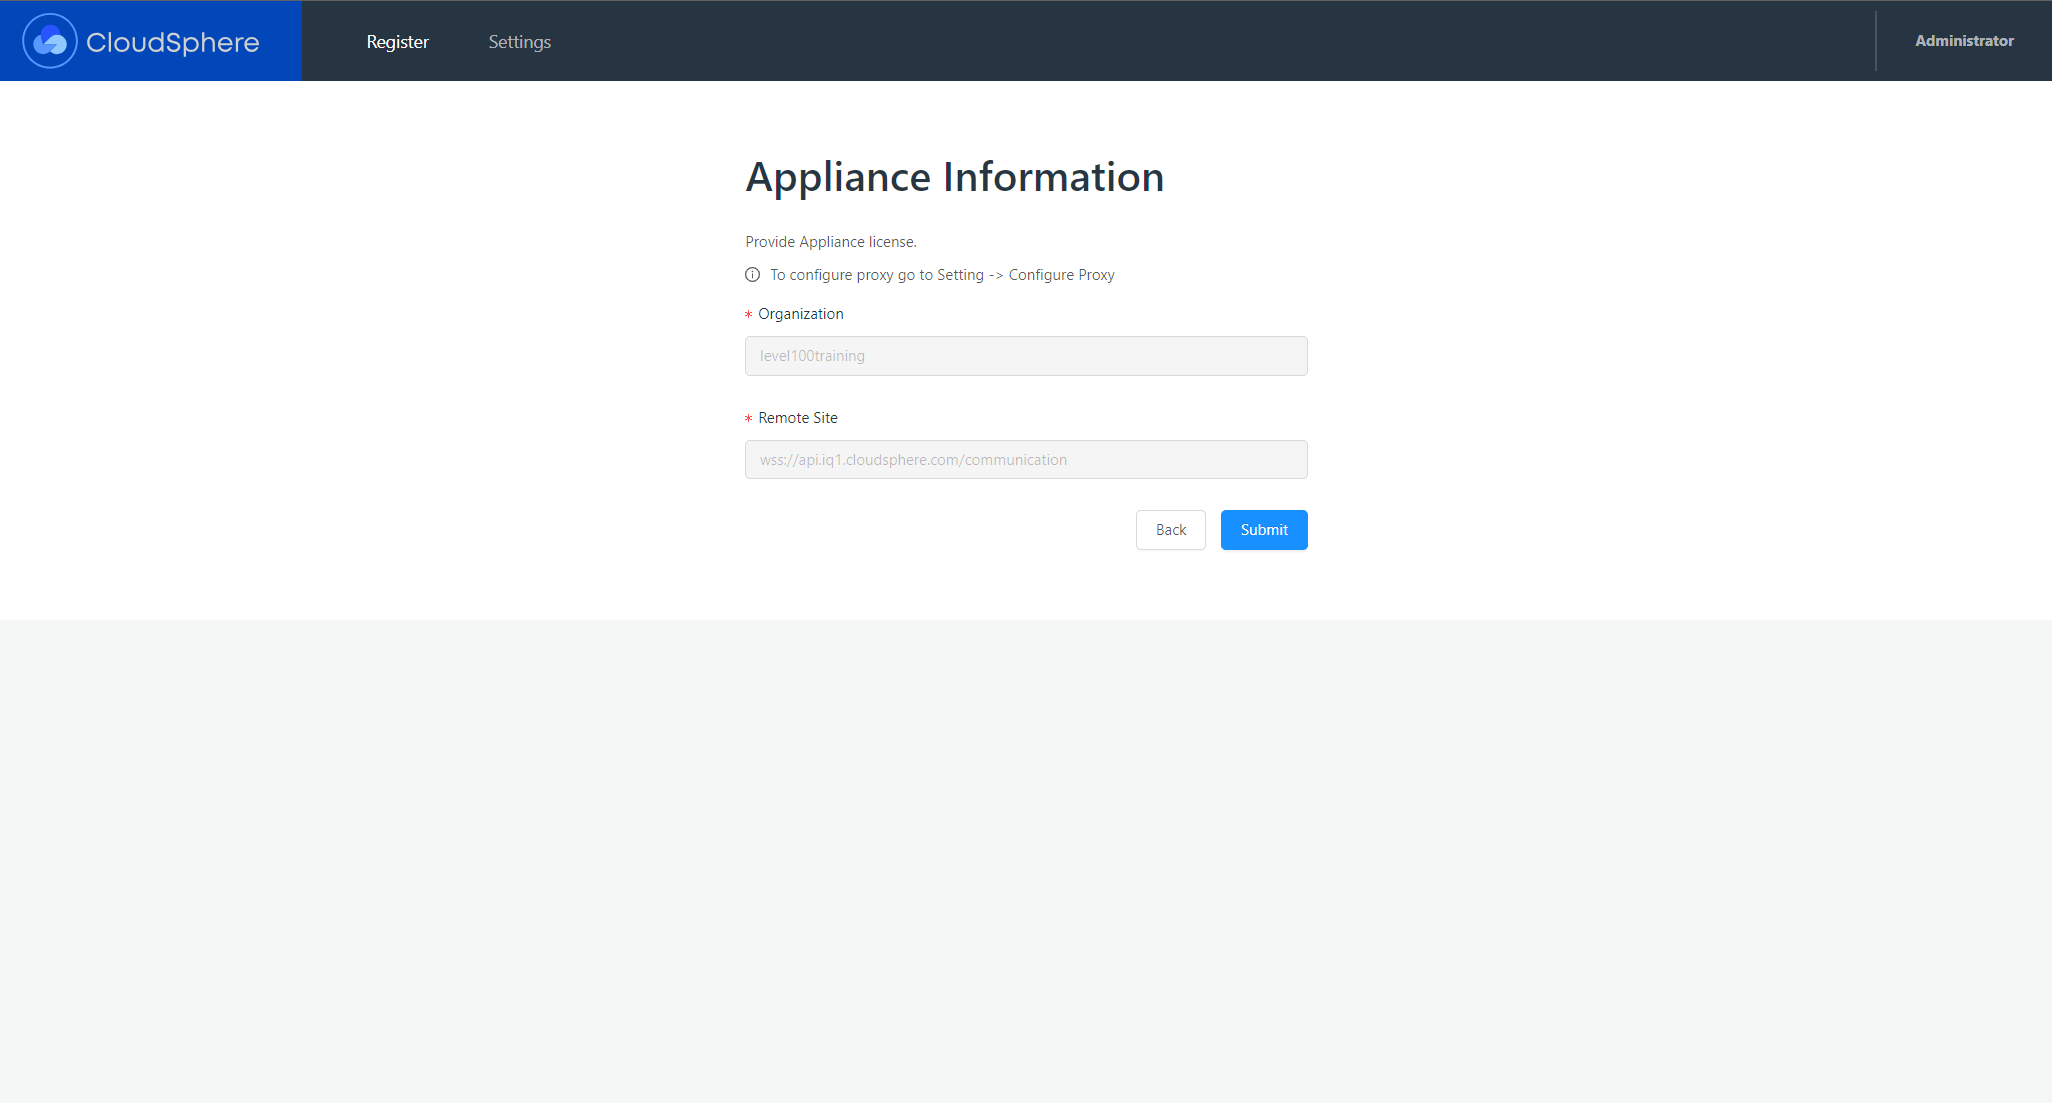 CloudSphere
Register
Settings
Administrator
Appliance Information
Provide Appliance license.
To configure proxy go to Setting -> Configure Proxy
* Organization
level100training
* Remote Site
wss://api.iq1.cloudsphere.com/communication
Back
Submit